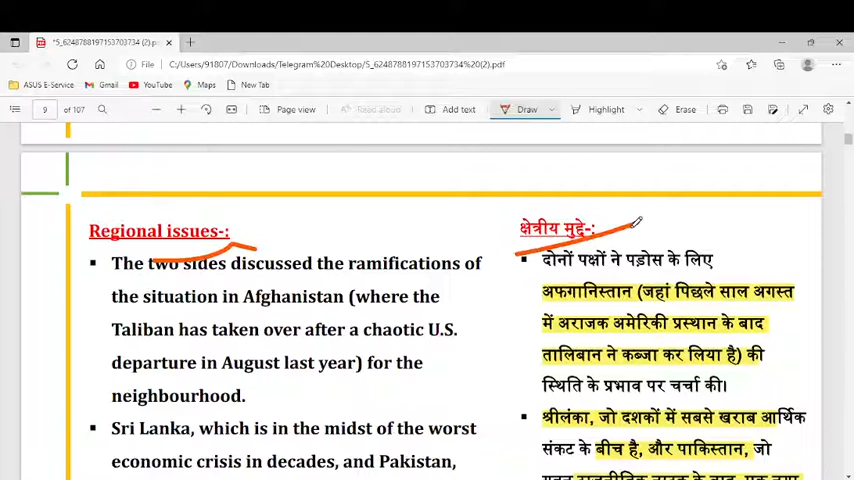 *5_6248788197153703734 (2).pdf
File
C:/Users/91807/Downloads/Telegram%20Desktop/5_6248788197153703734%20(2).pdf
ASUS E-Service
Gmail
YouTube
Maps
New Tab
9 of 107
Page view
Read aloud
Add text
Draw
Highlight
Erase
Regional issues-:
▪ The two sides discussed the ramifications of
the situation in Afghanistan (where the
Taliban has taken over after a chaotic U.S.
departure in August last year) for the
neighbourhood.
▪ Sri Lanka, which is in the midst of the worst
economic crisis in decades, and Pakistan,
क्षेत्रीय मुद्दे-:
▪ दोनों पक्षों ने पड़ोस के लिए
अफगानिस्तान (जहां पिछले साल अगस्त
में अराजक अमेरिकी प्रस्थान के बाद
तालिबान ने कब्जा कर लिया है) की
स्थिति के प्रभाव पर चर्चा की।
▪ श्रीलंका, जो दशकों में सबसे खराब आर्थिक
संकट के बीच है, और पाकिस्तान, जो